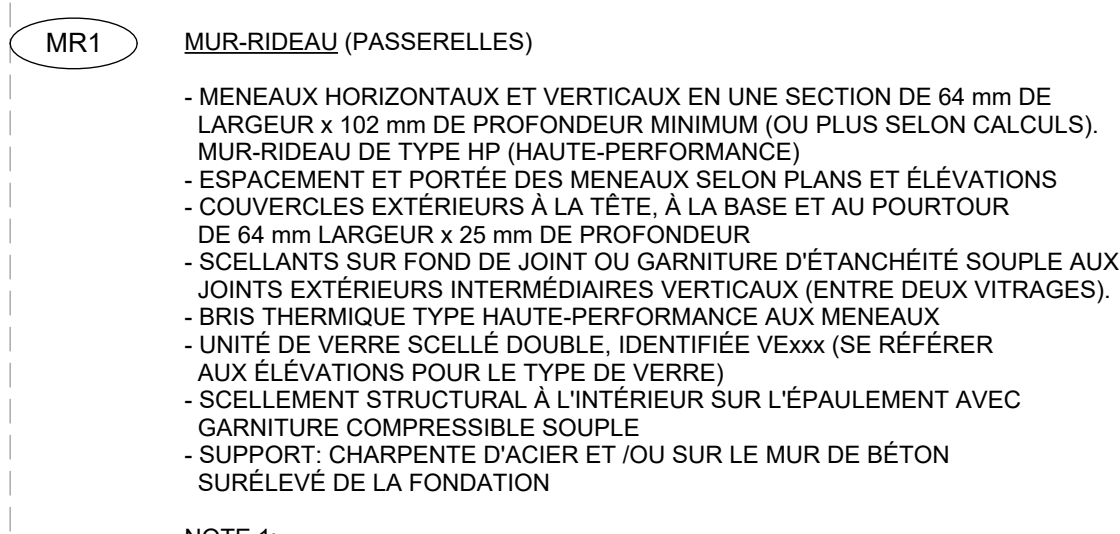 MR1
MUR-RIDEAU (PASSERELLES)
- MENEAUX HORIZONTAUX ET VERTICAUX EN UNE SECTION DE 64 mm DE
LARGEUR x 102 mm DE PROFONDEUR MINIMUM (OU PLUS SELON CALCULS).
MUR-RIDEAU DE TYPE HP (HAUTE-PERFORMANCE)
- ESPACEMENT ET PORTÉE DES MENEAUX SELON PLANS ET ÉLÉVATIONS
- COUVERCLES EXTÉRIEURS À LA TÊTE, À LA BASE ET AU POURTOUR
DE 64 mm LARGEUR x 25 mm DE PROFONDEUR
- SCELLANTS SUR FOND DE JOINT OU GARNITURE D'ÉTANCHÉITÉ SOUPLE AUX
JOINTS EXTÉRIEURS INTERMÉDIAIRES VERTICAUX (ENTRE DEUX VITRAGES).
- BRIS THERMIQUE TYPE HAUTE-PERFORMANCE AUX MENEAUX
- UNITÉ DE VERRE SCELLÉ DOUBLE, IDENTIFIÉE VExxx (SE RÉFÉRER
AUX ÉLÉVATIONS POUR LE TYPE DE VERRE)
- SCELLEMENT STRUCTURAL À L'INTÉRIEUR SUR L'ÉPAULEMENT AVEC
GARNITURE COMPRESSIBLE SOUPLE
- SUPPORT: CHARPENTE D'ACIER ET /OU SUR LE MUR DE BÉTON
SURÉLEVÉ DE LA FONDATION
NOTE 1: